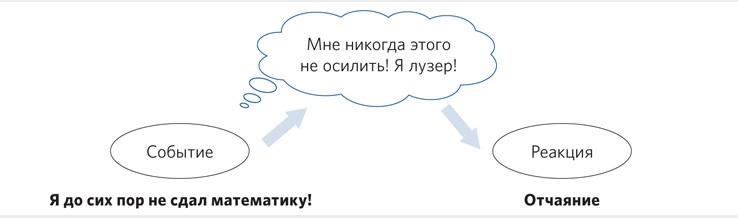 Мне никогда этого
не осилить! Я лузер!
Событие
Реакция
Я до сих пор не сдал математику!
Отчаяние